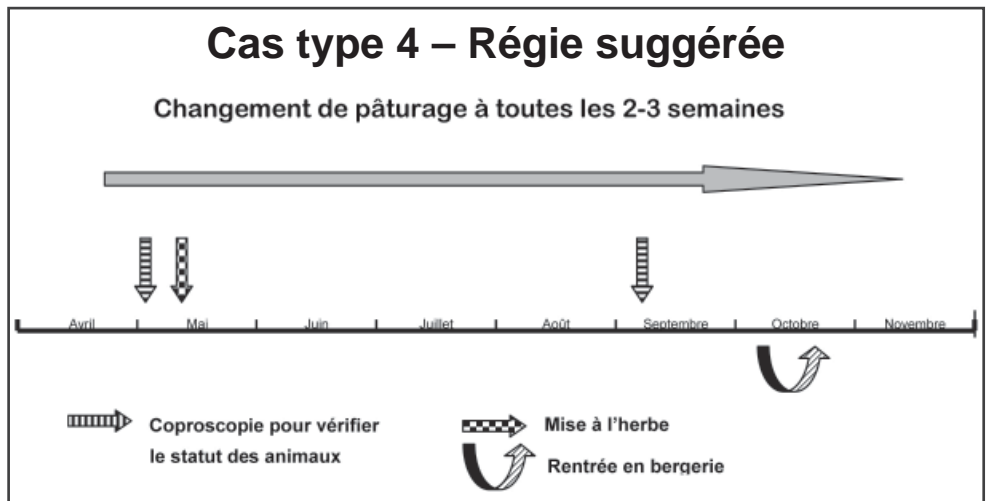 Cas type 4 – Régie suggérée
Changement de pâturage à toutes les 2-3 semaines
Avril Mai Juin Juillet Août Septembre Octobre Novembre
Coproscopie pour vérifier
le statut des animaux
Mise à l'herbe
Rentrée en bergerie